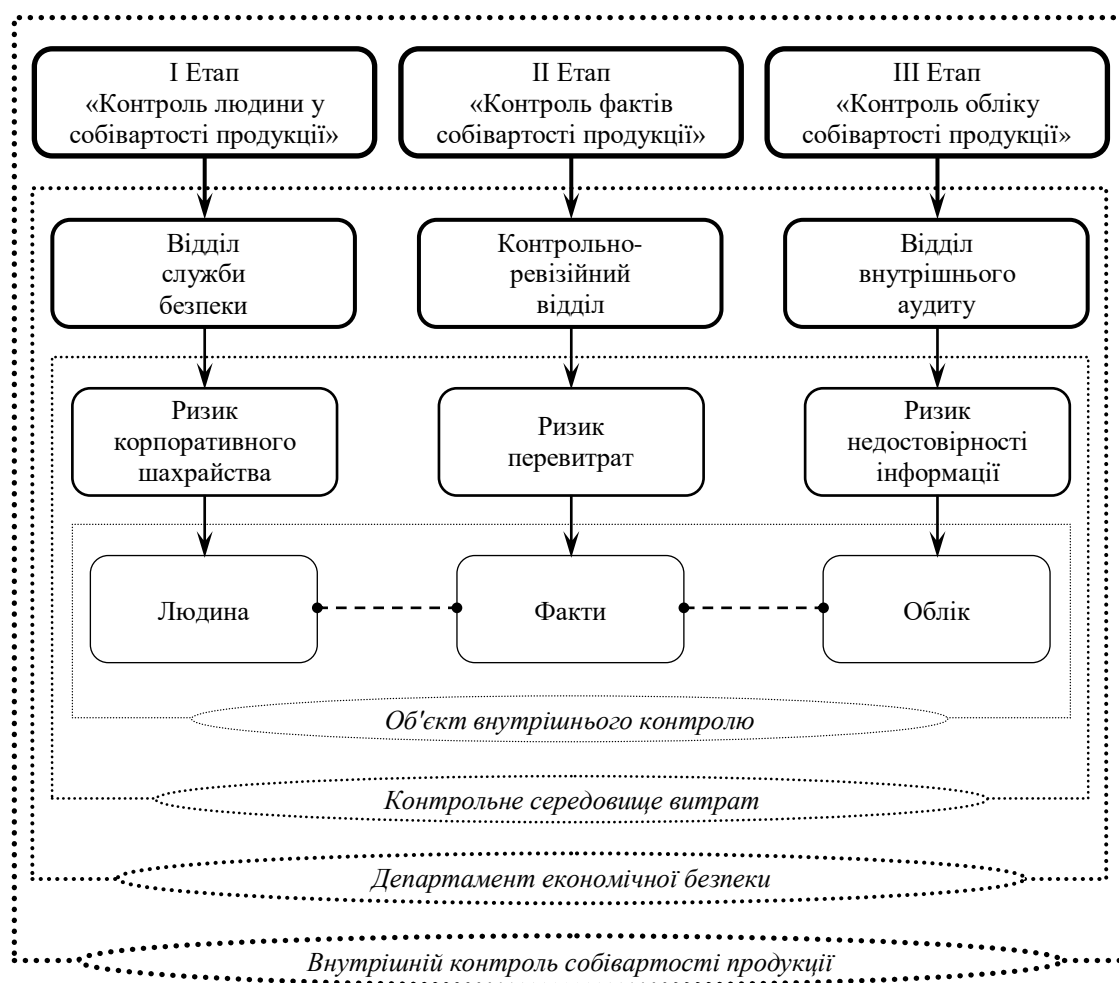 І Етап
«Контроль людини у
собівартості продукції»
ІІ Етап
«Контроль фактів
собівартості продукції»
ІІІ Етап
«Контроль обліку
собівартості продукції»
Відділ
служби
безпеки
Контрольно-
ревізійний
відділ
Відділ
внутрішнього
аудиту
Ризик
корпоративного
шахрайства
Ризик
перевитрат
Ризик
недостовірності
інформації
Людина
Факти
Облік
Об'єкт внутрішнього контролю
Контрольне середовище витрат
Департамент економічної безпеки
Внутрішній контроль собівартості продукції